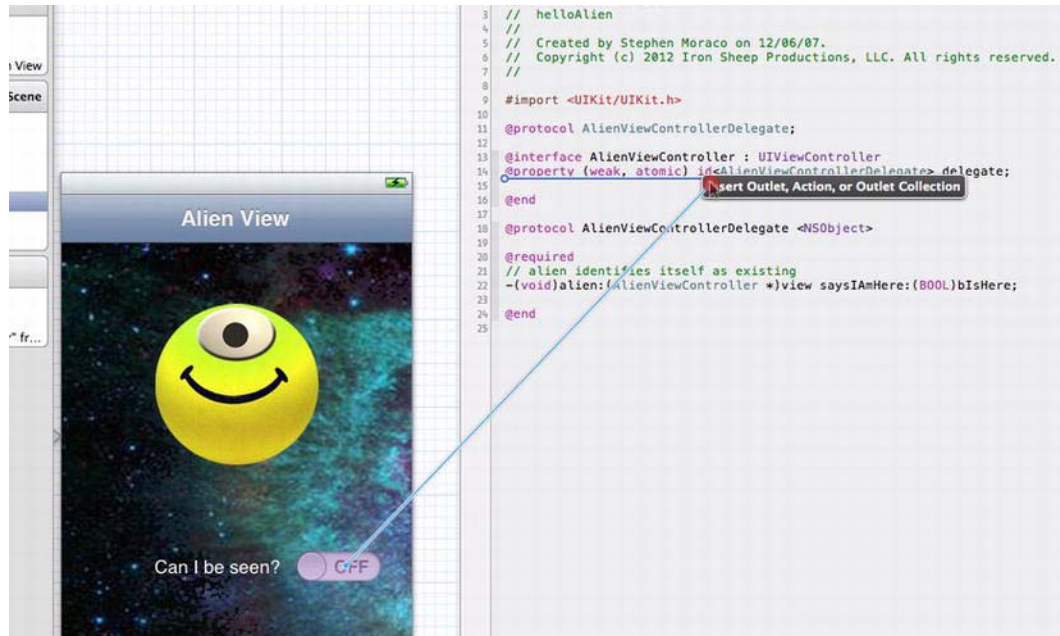 View
Scene
" fr...
Alien View
Can I be seen?
OFF
3 // helloAlien
4 //
5 // Created by Stephen Moraco on 12/06/07.
6 // Copyright (c) 2012 Iron Sheep Productions, LLC. All rights reserved.
7 //
8
9 #import <UIKit/UIKit.h>
10
11 @protocol AlienViewControllerDelegate;
12
13 @interface AlienViewController : UIViewController
14 @property (weak, atomic) id<AlienViewControllerDelegate> delegate;
15
sert Outlet, Action, or Outlet Collection
16 @end
17
18 @protocol AlienViewControllerDelegate <NSObject>
19
20 @required
21 // alien identifies itself as existing
22 -(void)alien:(AlienViewController *)view saysIAmHere:(BOOL)bIsHere;
23
24 @end
25